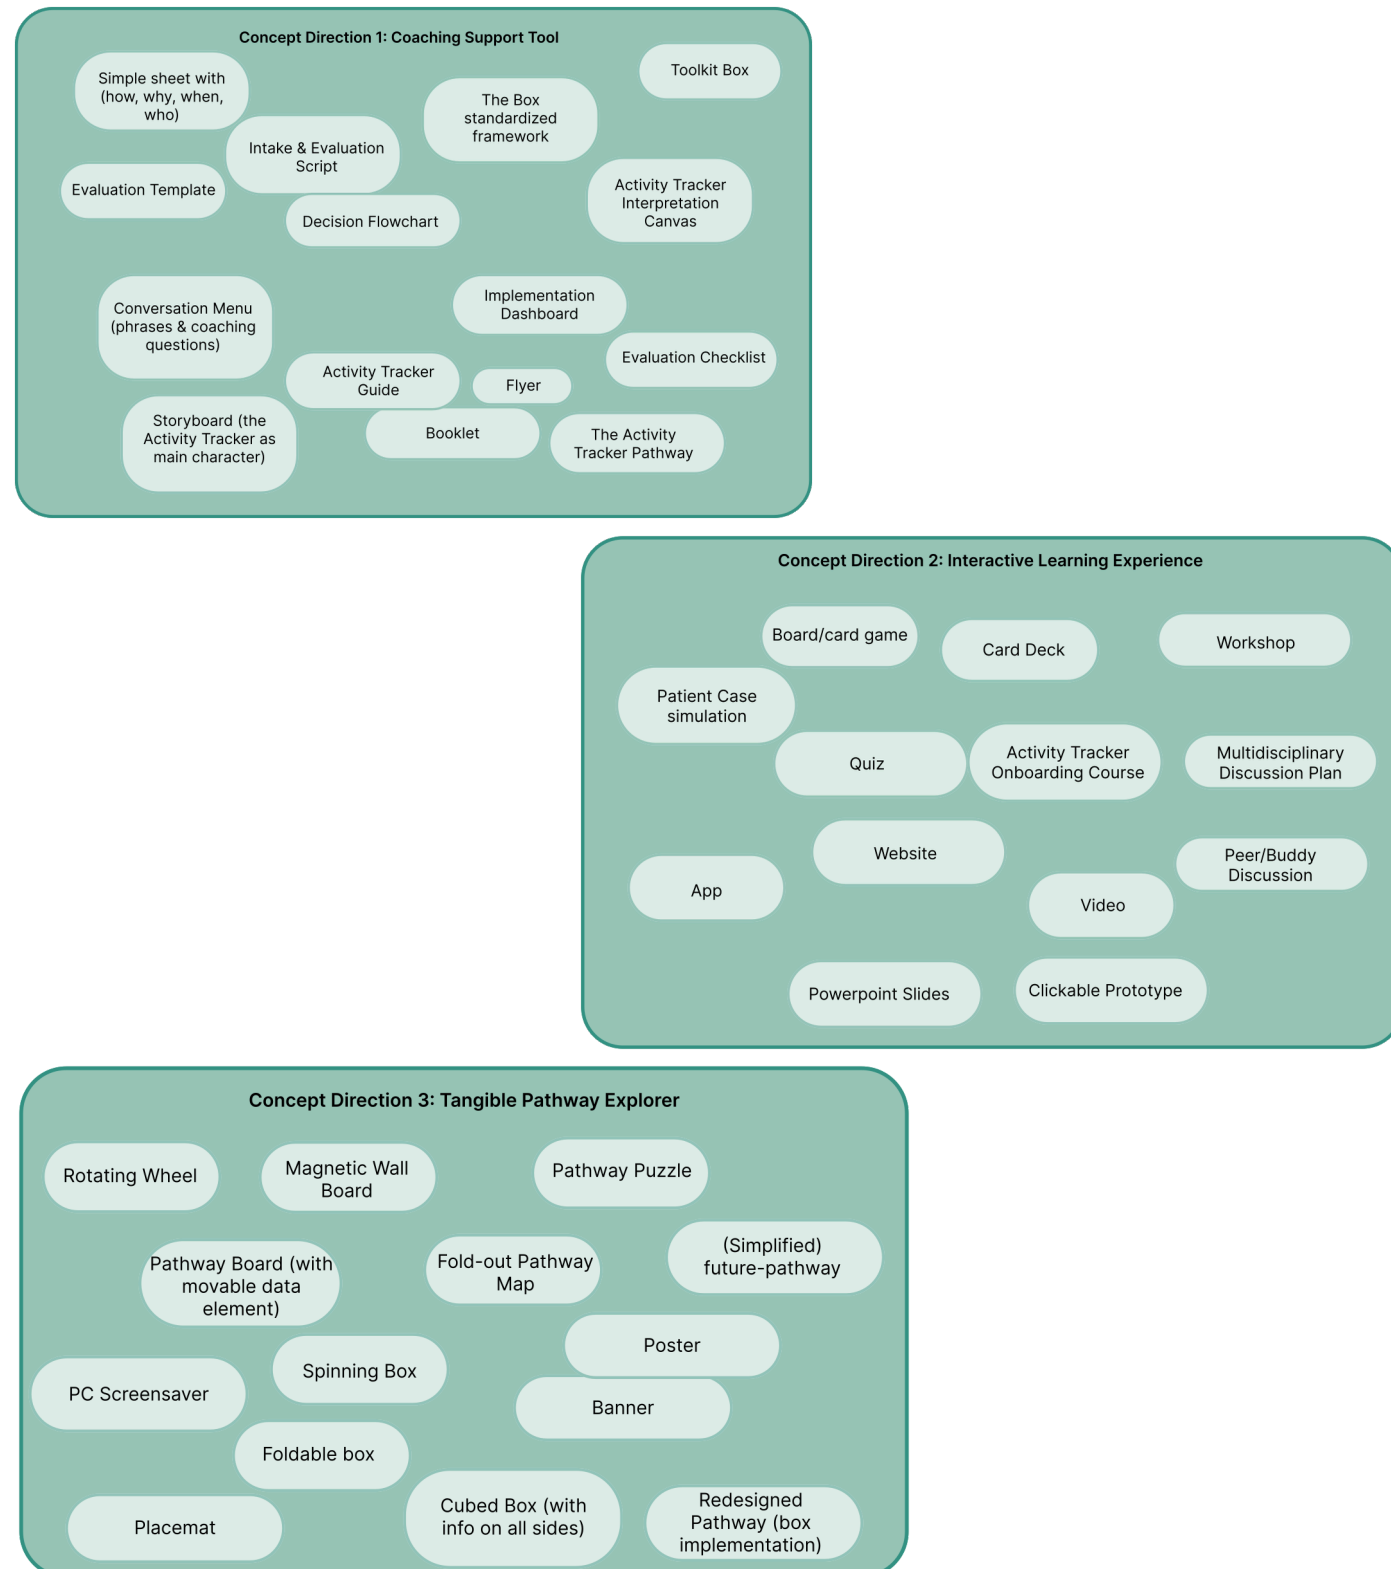 Concept Direction 1: Coaching Support Tool
Simple sheet with
(how, why, when,
who)
The Box
standardized
framework
Toolkit Box
Intake & Evaluation
Script
Evaluation Template
Decision Flowchart
Activity Tracker
Interpretation
Canvas
Conversation Menu
(phrases & coaching
questions)
Implementation
Dashboard
Evaluation Checklist
Activity Tracker
Guide
Flyer
Storyboard (the
Activity Tracker as
main character)
Booklet
The Activity
Tracker Pathway
Concept Direction 2: Interactive Learning Experience
Board/card game
Card Deck
Workshop
Patient Case
simulation
Quiz
Activity Tracker
Onboarding Course
Multidisciplinary
Discussion Plan
Website
Peer/Buddy
Discussion
App
Video
Powerpoint Slides
Clickable Prototype
Concept Direction 3: Tangible Pathway Explorer
Rotating Wheel
Magnetic Wall
Board
Pathway Puzzle
Pathway Board (with
movable data
element)
Fold-out Pathway
Map
(Simplified)
future-pathway
Poster
Spinning Box
PC Screensaver
Banner
Foldable box
Placemat
Cubed Box (with
info on all sides)
Redesigned
Pathway (box
implementation)